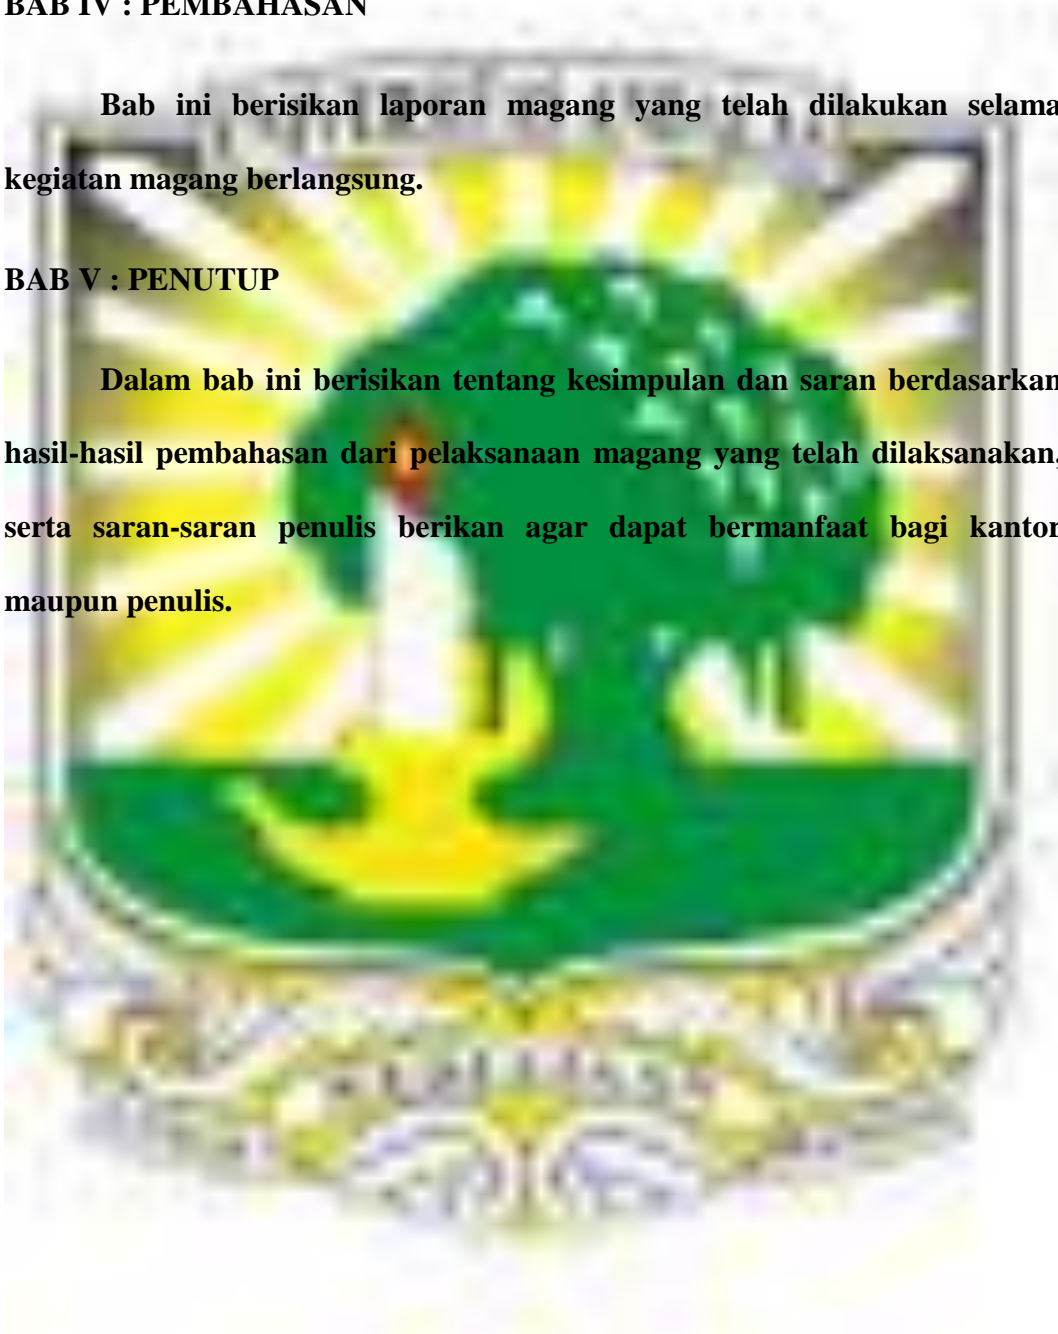 BAB IV : PEMBAHASAN
Bab ini berisikan laporan magang yang telah dilakukan selama
kegiatan magang berlangsung.
BAB V : PENUTUP
Dalam bab ini berisikan tentang kesimpulan dan saran berdasarkan
hasil-hasil pembahasan dari pelaksanaan magang yang telah dilaksanakan,
serta saran-saran penulis berikan agar dapat bermanfaat bagi kantor
maupun penulis.